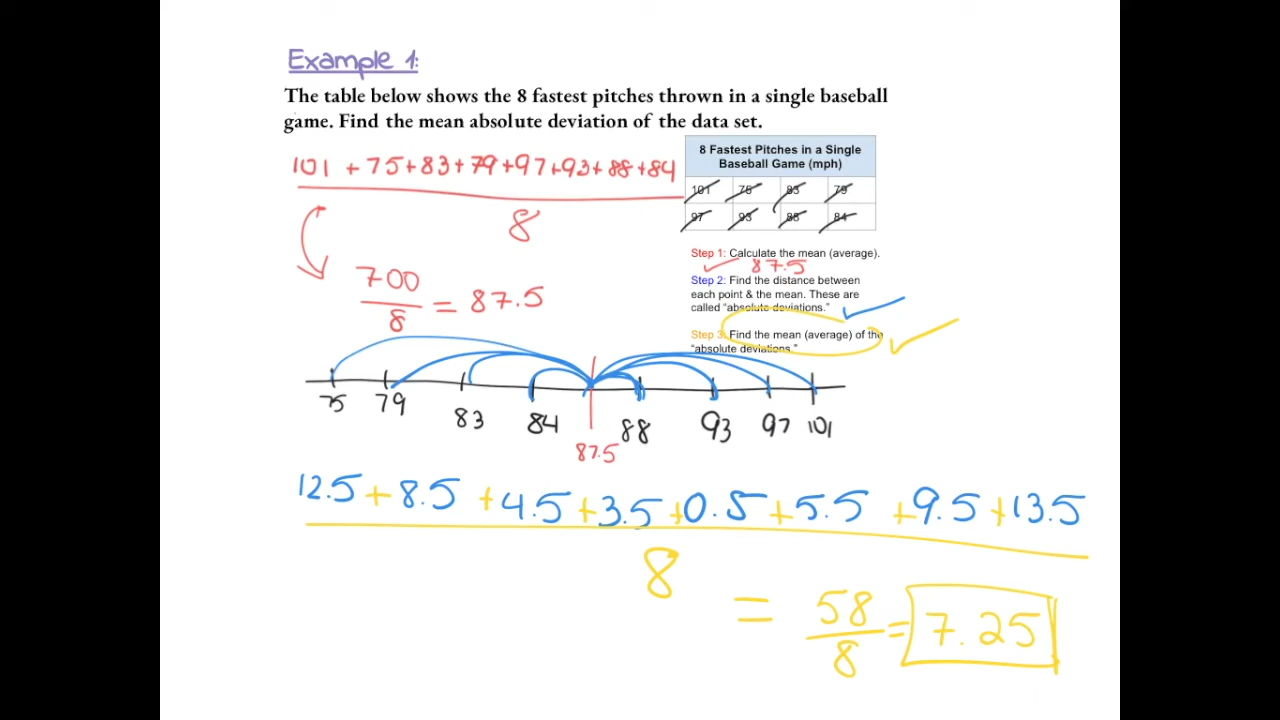 Example 1:
The table below shows the 8 fastest pitches thrown in a single baseball
game. Find the mean absolute deviation of the data set.
101 + 75 + 83 + 79 + 97 + 93 + 88 + 84
8
700
8
= 87.5
8 Fastest Pitches in a Single
Baseball Game (mph)
101 75 83 79
97 93 88 84
Step 1: Calculate the mean (average).
87.5
Step 2: Find the distance between
each point & the mean. These are
called "absolute deviations."
Step 3: Find the mean (average) of the
"absolute deviations."
75 79 83 84 87.5 88 93 97 101
12.5 + 8.5 + 4.5 + 3.5 + 0.5 + 5.5 + 9.5 + 13.5
8
= 58
8
= 7.25